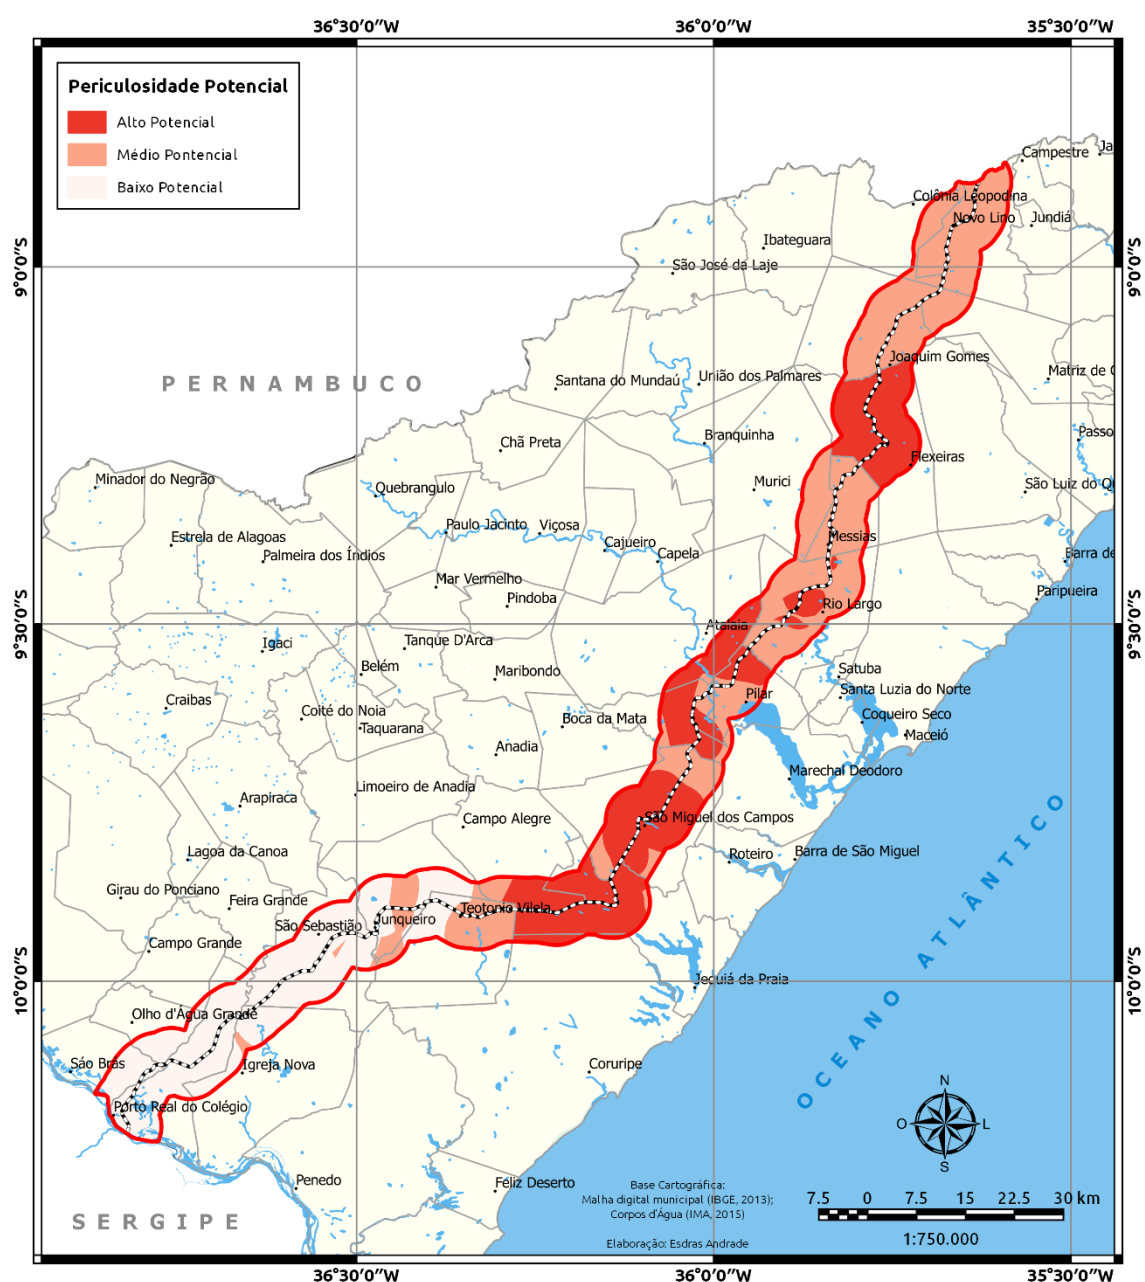 36°30'0"W
36°0'0"W
35°30'0"W
Periculosidade Potencial
Alto Potencial
Médio Pontencial
Baixo Potencial
Campestre
Ja
Colônia Leopodina
Novo Lino
Jundiá
Ibateguara
9°0'0"S
São José da Laje
9°0'0"S
Joaquim Gomes
PERNAMBUCO
Santana do Mundaú
União dos Palmares
Matriz de C
Chã Preta
Branquinha
Passo
Flexeiras
Minador do Negrão
Quebrangulo
Murici
São Luiz do Q
Paulo Jacinto
Viçosa
Estrela de Alagoas
Messias
Palmeira dos Índios
Cajueiro
Capela
Barra de
Mar Vermelho
Pindoba
Paripueira
Rio Largo
9°30'0"S
Atalaia
9°30'0"S
Igaci
Tanque D'Arca
Belém
Maribondo
Satuba
Craibas
Pilar
Santa Luzia do Norte
Coité do Noia
Boca da Mata
Coqueiro Seco
Taquarana
Maceió
Anadia
Marechal Deodoro
Limoeiro de Anadia
Arapiraca
Campo Alegre
São Miguel dos Campos
Lagoa da Canoa
Roteiro
Barra de São Miguel
Girau do Ponciano
Feira Grande
Teotonio Vilela
São Sebastião
Junqueiro
Campo Grande
OCEANO ATLÂNTICO
10°0'0"S
Jequiá da Praia
10°0'0"S
Olho d'Água Grande
Sáo Brás
Igreja Nova
Coruripe
Porto Real do Colégio
N
O
L
S
Penedo
Feliz Deserto
SERGIPE
Base Cartográfica:
Malha digital municipal (IBGE, 2013);
Corpos d'Água (IMA, 2015)
Elaboração: Esdras Andrade
7.5 0 7.5 15 22.5 30 km
1:750.000
36°30'0"W
36°0'0"W
35°30'0"W